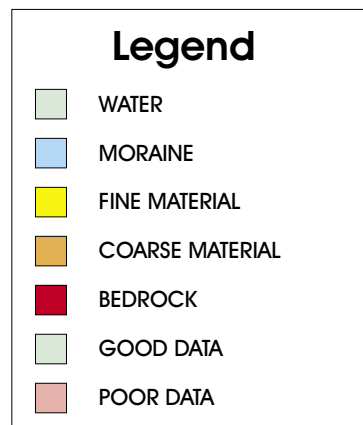 Legend
WATER
MORAINE
FINE MATERIAL
COARSE MATERIAL
BEDROCK
GOOD DATA
POOR DATA